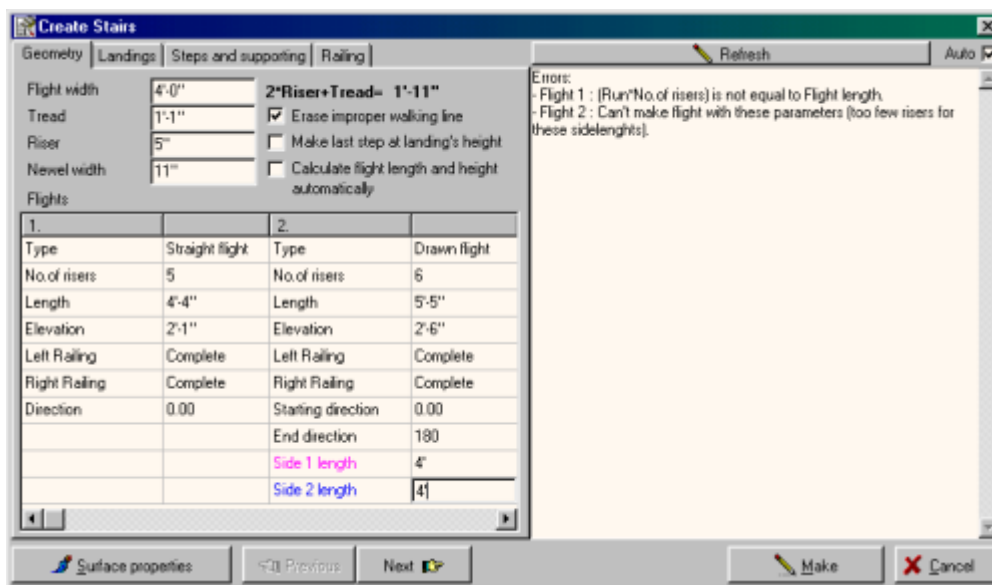 Create Stairs
Geometry Landings Steps and supporting Railing
Refresh Auto
Flight width 4'-0"
Tread 1'-1"
Riser 5"
Newel width 11"
2*Riser+Tread= 1'-11"
Erase improper walking line
Make last step at landing's height
Calculate flight length and height
automatically
Flights
1. 2.
Type Straight flight Type Drawn flight
No.of risers 5 No.of risers 6
Length 4'-4" Length 5'-5"
Elevation 2'-1" Elevation 2'-6"
Left Railing Complete Left Railing Complete
Right Railing Complete Right Railing Complete
Direction 0.00 Starting direction 0.00
End direction 180
Side 1 length 4'
Side 2 length 4'
Errors:
- Flight 1 : (Run*No.of risers) is not equal to Flight length.
- Flight 2 : Can't make flight with these parameters (too few risers for
these sidelenghts).
Surface properties Previous Next Make Cancel